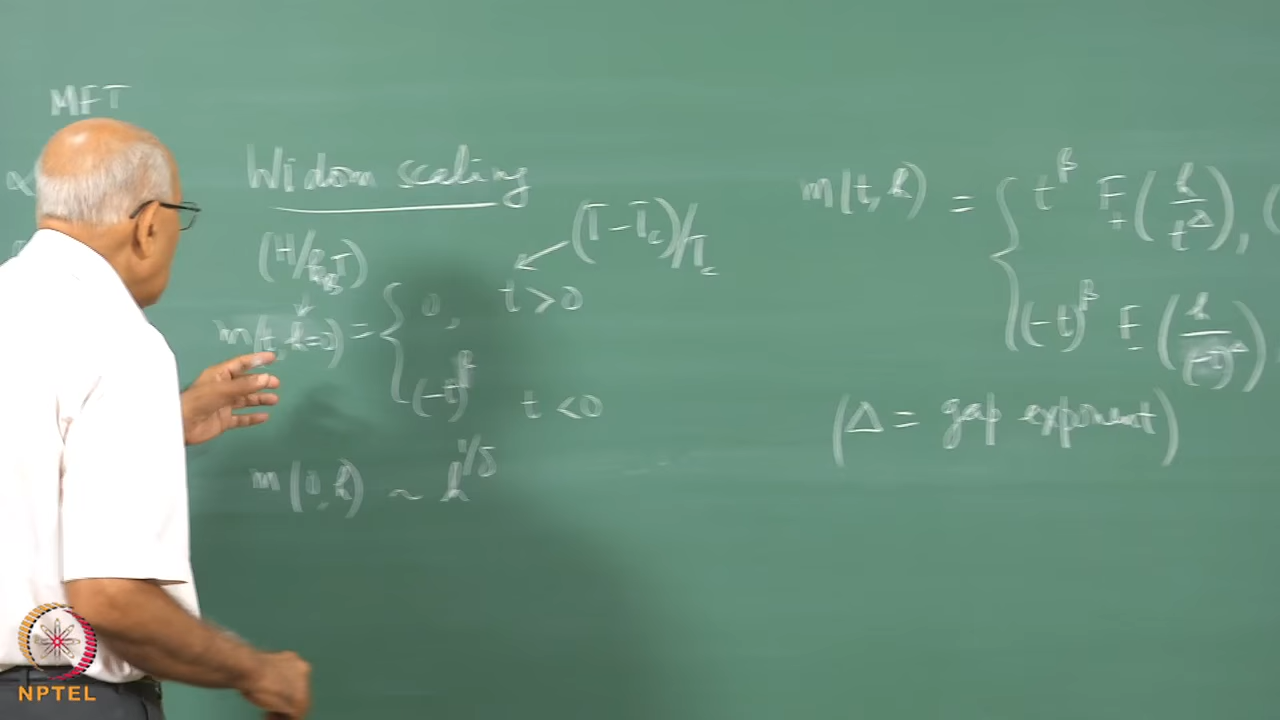 MFT
α
Widom scaling
(H/k_BT)
(T−T_c)/T_c
m(t, h=0) = { 0, t>0
(−t)^β t<0
m(0,h) ~ h^{1/δ}
m(t,h) = { t^β F_+(h/t^Δ), (
(−t)^β F_-(h/(−t)^Δ)
(Δ = gap exponent)
NPTEL